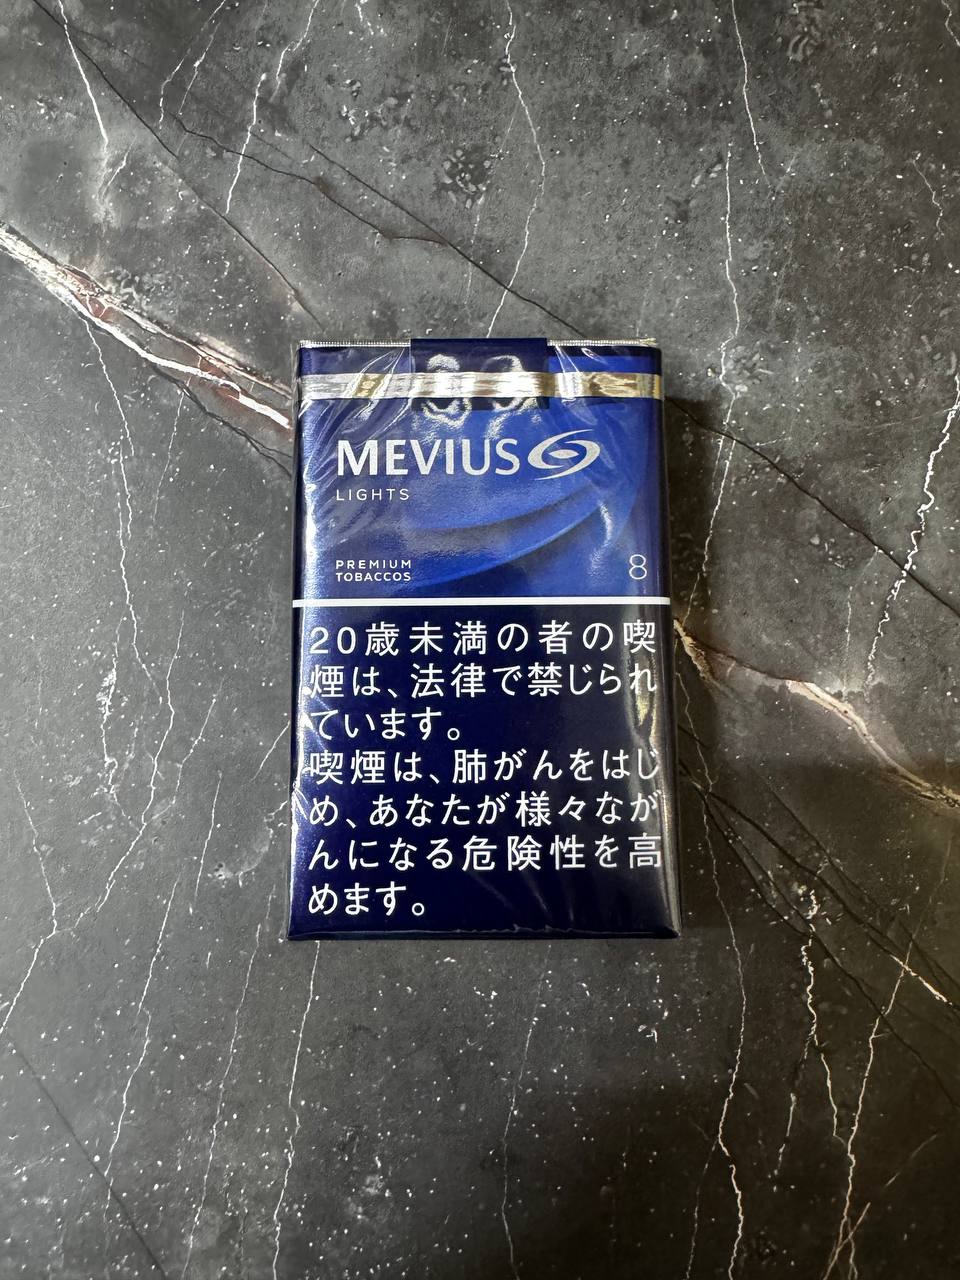 MEVIUS
LIGHTS
PREMIUM
TOBACCOS
8
20歳未満の者の喫
煙は、法律で禁じられ
ています。
喫煙は、肺がんをはじ
め、あなたが様々なが
んになる危険性を高
めます。